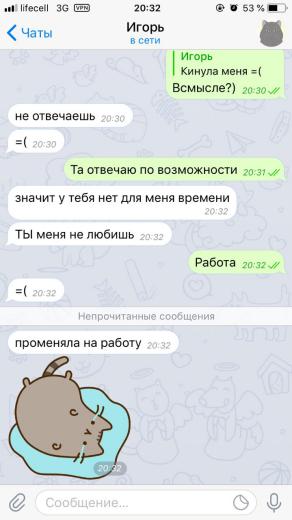 lifecell 3G VPN 20:32 53 %
Чаты
Игорь
в сети
Игорь
Кинула меня =(
Всмысле?) 20:30
не отвечаешь 20:30
=( 20:30
Та отвечаю по возможности 20:31
значит у тебя нет для меня времени
20:32
ТЫ меня не любишь 20:32
Работа 20:32
=( 20:32
Непрочитанные сообщения
променяла на работу 20:32
20:32
Сообщение...